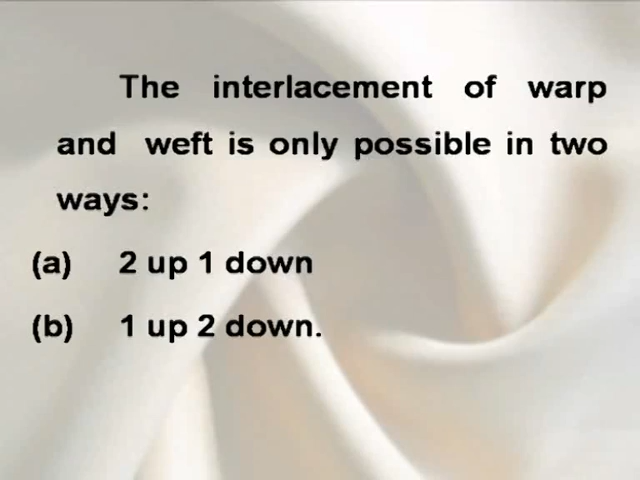 The interlacement of warp
and weft is only possible in two
ways:
(a) 2 up 1 down
(b) 1 up 2 down.